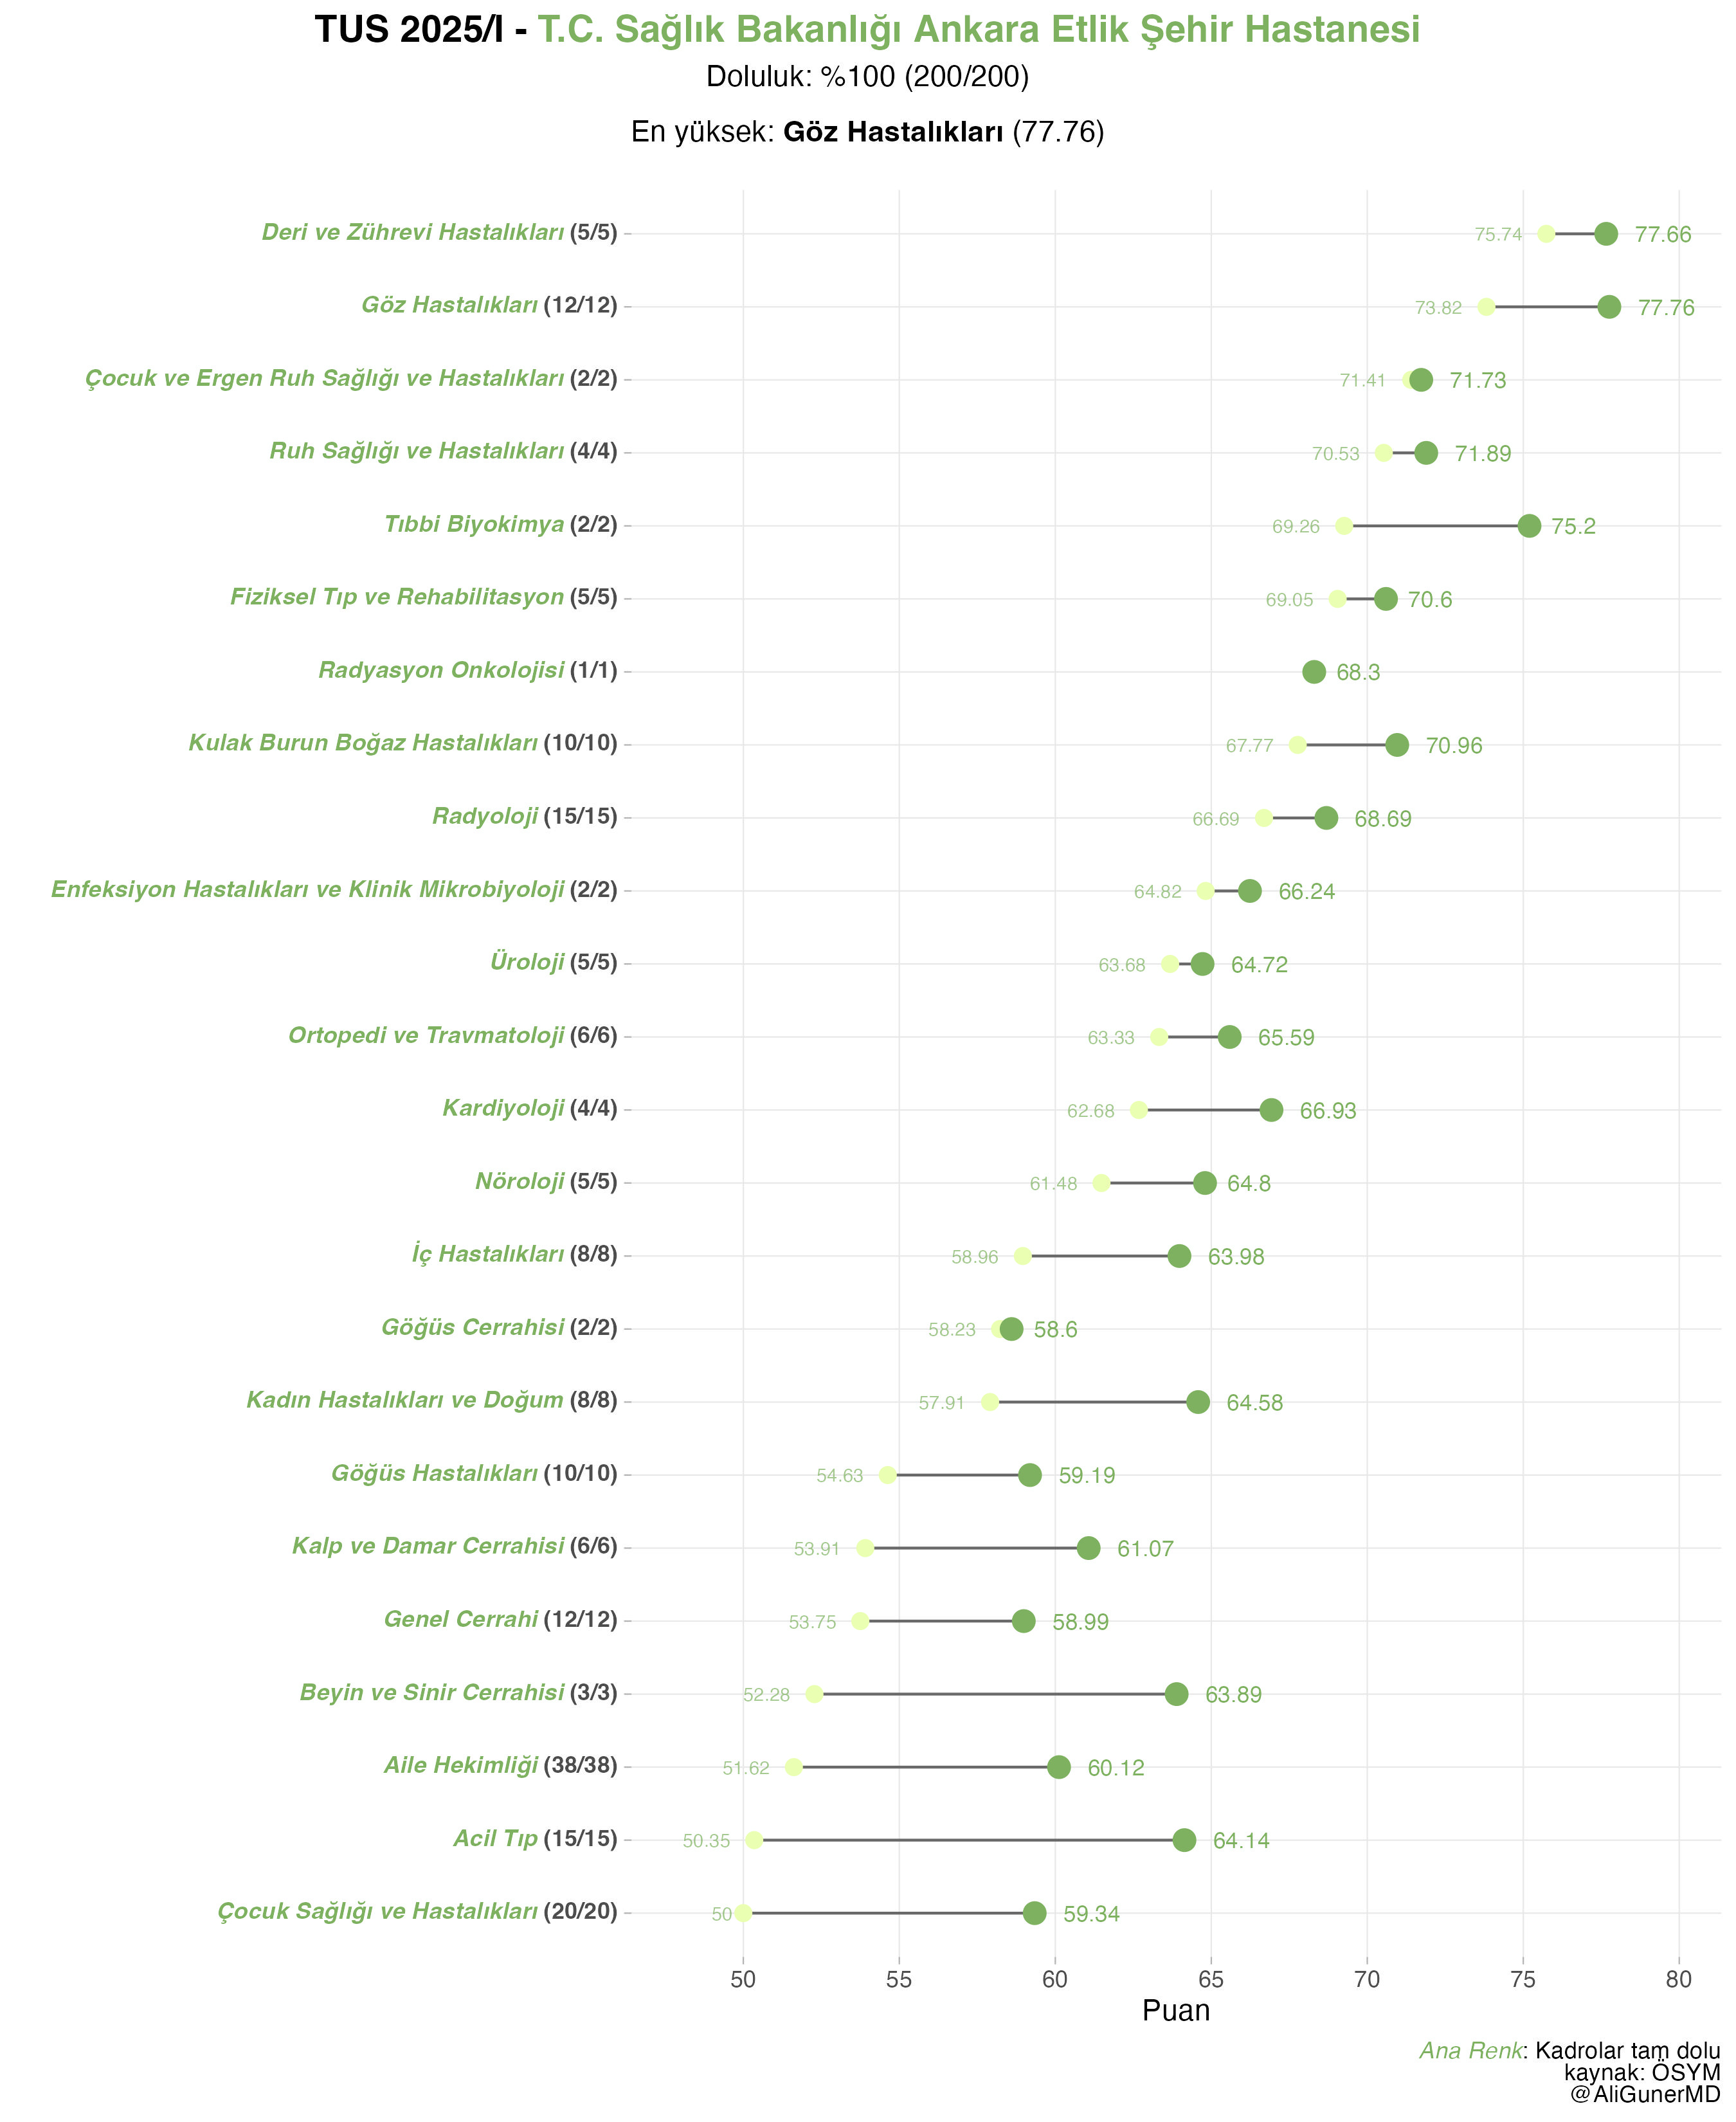 TUS 2025/I - T.C. Sağlık Bakanlığı Ankara Etlik Şehir Hastanesi
Doluluk: %100 (200/200)
En yüksek: Göz Hastalıkları (77.76)
Deri ve Zührevi Hastalıkları (5/5) 75.74 77.66
Göz Hastalıkları (12/12) 73.82 77.76
Çocuk ve Ergen Ruh Sağlığı ve Hastalıkları (2/2) 71.41 71.73
Ruh Sağlığı ve Hastalıkları (4/4) 70.53 71.89
Tıbbi Biyokimya (2/2) 69.26 75.2
Fiziksel Tıp ve Rehabilitasyon (5/5) 69.05 70.6
Radyasyon Onkolojisi (1/1) 68.3
Kulak Burun Boğaz Hastalıkları (10/10) 67.77 70.96
Radyoloji (15/15) 66.69 68.69
Enfeksiyon Hastalıkları ve Klinik Mikrobiyoloji (2/2) 64.82 66.24
Üroloji (5/5) 63.68 64.72
Ortopedi ve Travmatoloji (6/6) 63.33 65.59
Kardiyoloji (4/4) 62.68 66.93
Nöroloji (5/5) 61.48 64.8
İç Hastalıkları (8/8) 58.96 63.98
Göğüs Cerrahisi (2/2) 58.23 58.6
Kadın Hastalıkları ve Doğum (8/8) 57.91 64.58
Göğüs Hastalıkları (10/10) 54.63 59.19
Kalp ve Damar Cerrahisi (6/6) 53.91 61.07
Genel Cerrahi (12/12) 53.75 58.99
Beyin ve Sinir Cerrahisi (3/3) 52.28 63.89
Aile Hekimliği (38/38) 51.62 60.12
Acil Tıp (15/15) 50.35 64.14
Çocuk Sağlığı ve Hastalıkları (20/20) 50 59.34
50 55 60 65 70 75 80
Puan
Ana Renk: Kadrolar tam dolu
kaynak: ÖSYM
@AliGunerMD